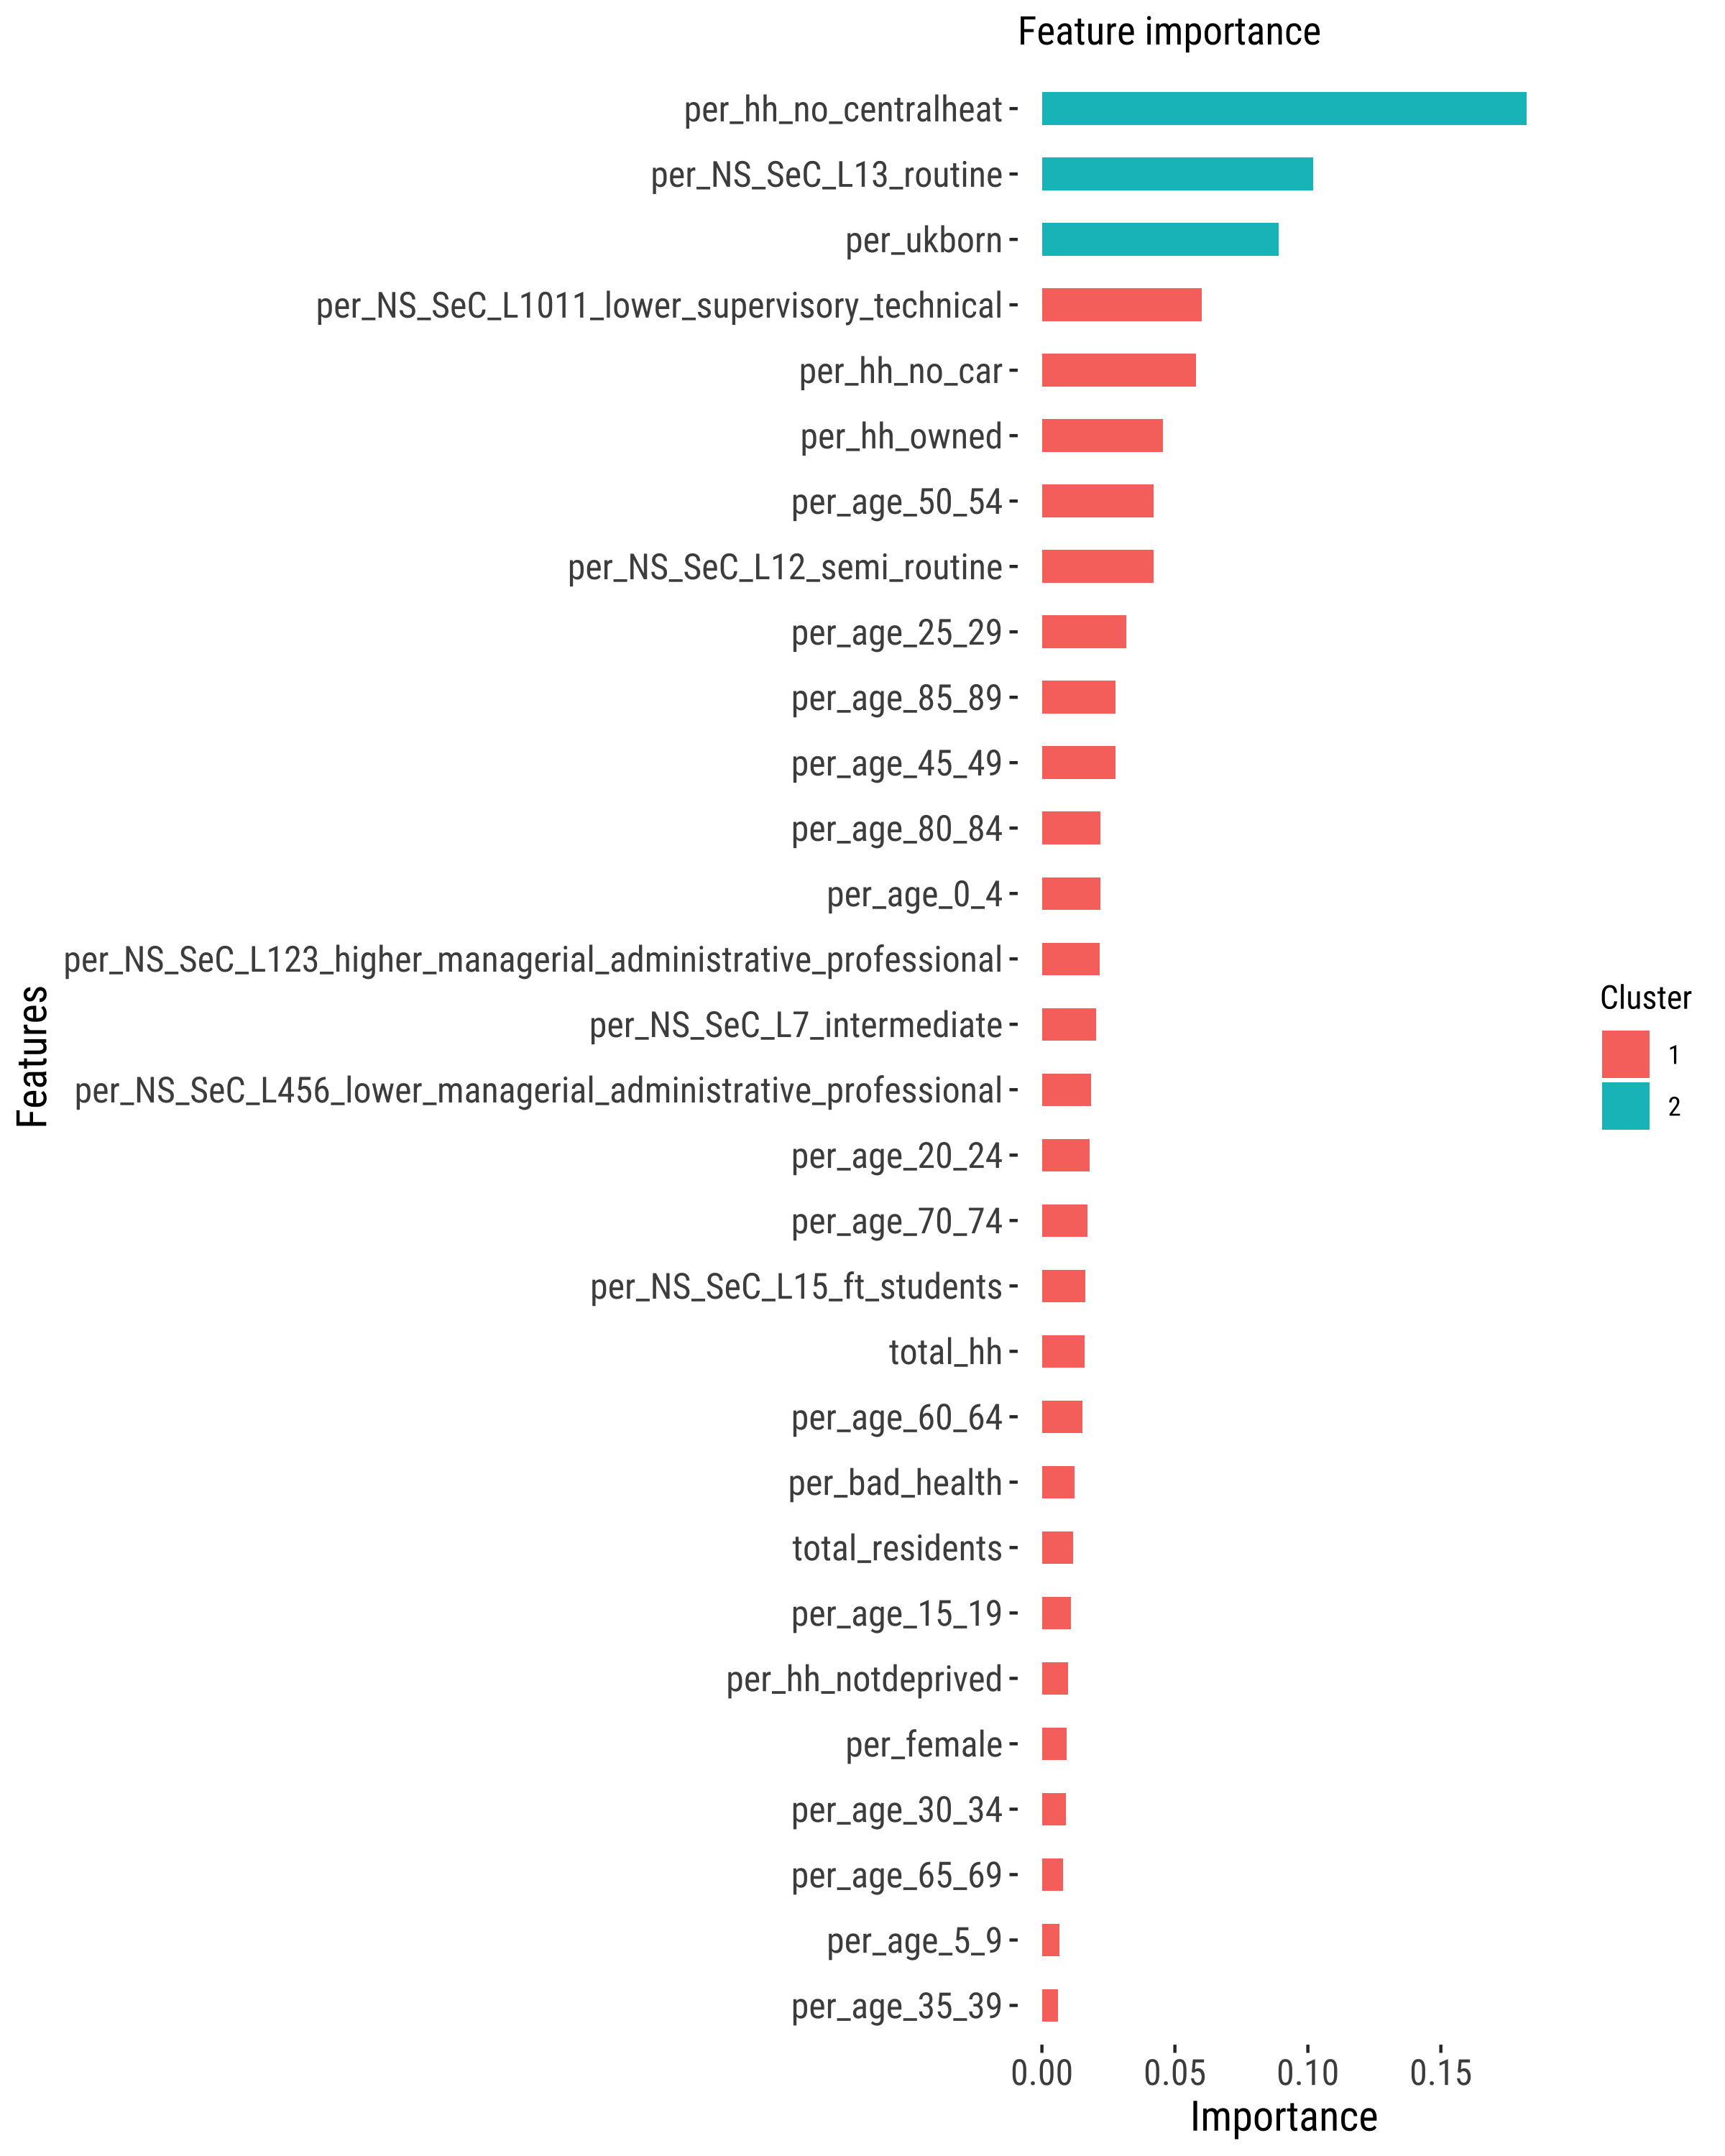 Feature importance
per_hh_no_centralheat
per_NS_SeC_L13_routine
per_ukborn
per_NS_SeC_L1011_lower_supervisory_technical
per_hh_no_car
per_hh_owned
per_age_50_54
per_NS_SeC_L12_semi_routine
per_age_25_29
per_age_85_89
per_age_45_49
per_age_80_84
per_age_0_4
per_NS_SeC_L123_higher_managerial_administrative_professional
per_NS_SeC_L7_intermediate
per_NS_SeC_L456_lower_managerial_administrative_professional
per_age_20_24
per_age_70_74
per_NS_SeC_L15_ft_students
total_hh
per_age_60_64
per_bad_health
total_residents
per_age_15_19
per_hh_notdeprived
per_female
per_age_30_34
per_age_65_69
per_age_5_9
per_age_35_39
Features
0.00 0.05 0.10 0.15
Importance
Cluster
1
2